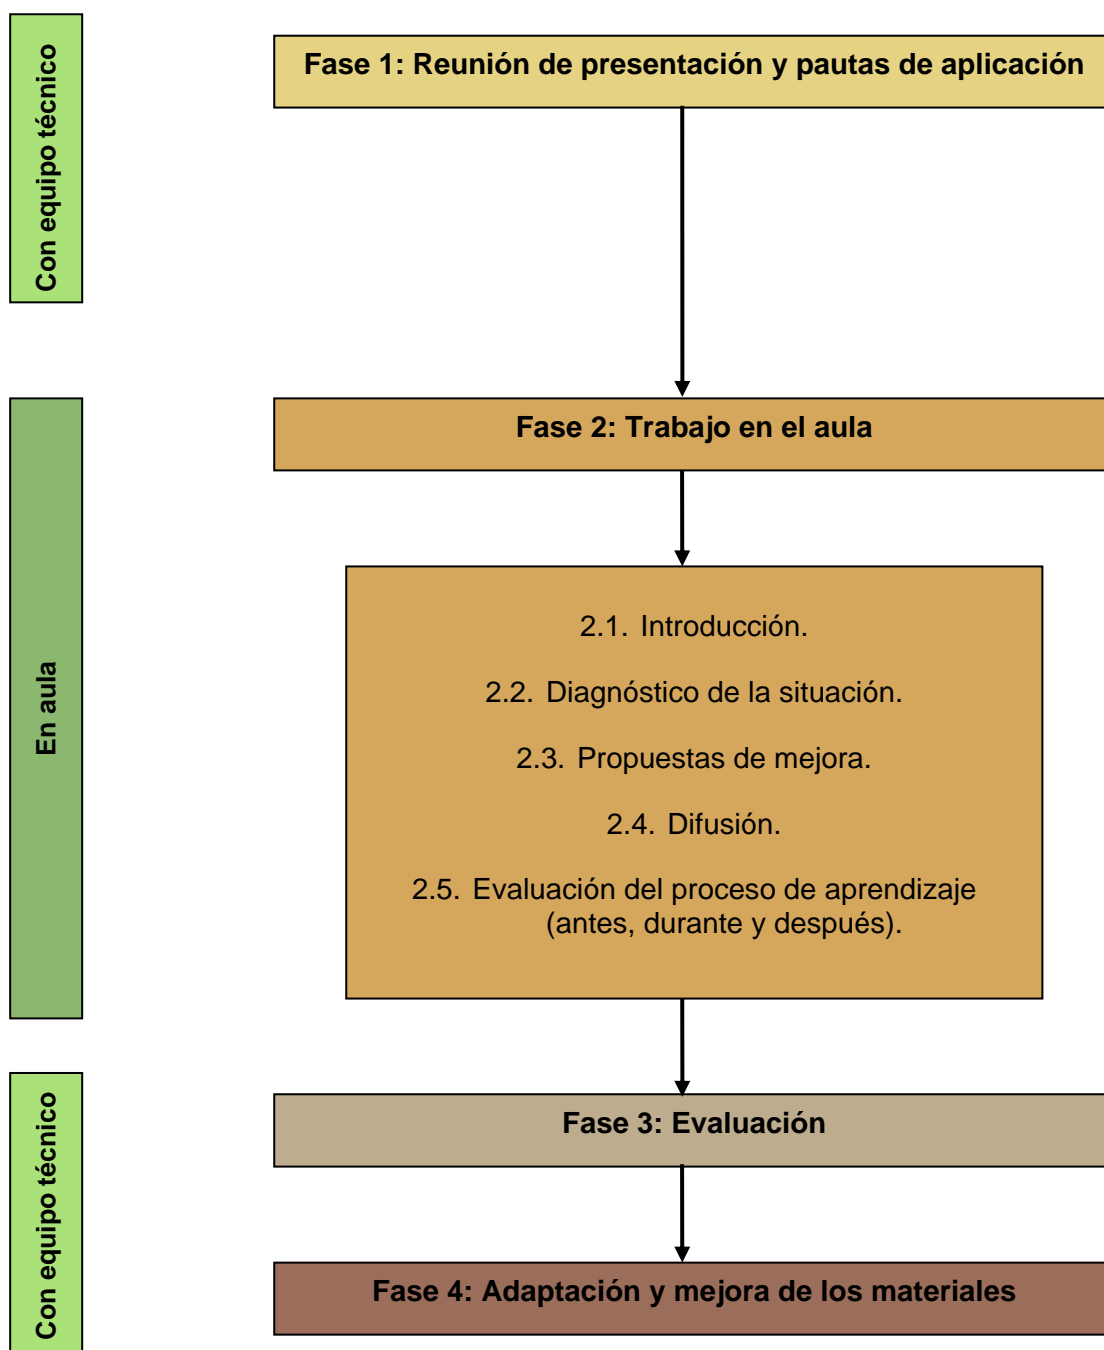 Con equipo técnico
Fase 1: Reunión de presentación y pautas de aplicación
En aula
Fase 2: Trabajo en el aula
2.1. Introducción.
2.2. Diagnóstico de la situación.
2.3. Propuestas de mejora.
2.4. Difusión.
2.5. Evaluación del proceso de aprendizaje
(antes, durante y después).
Con equipo técnico
Fase 3: Evaluación
Fase 4: Adaptación y mejora de los materiales